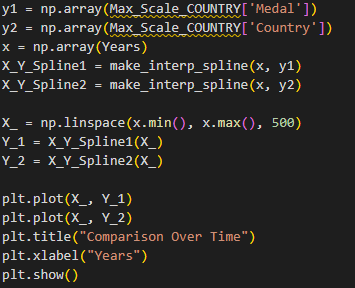 y1 = np.array(Max_Scale_COUNTRY['Medal'])
y2 = np.array(Max_Scale_COUNTRY['Country'])
x = np.array(Years)
X_Y_Spline1 = make_interp_spline(x, y1)
X_Y_Spline2 = make_interp_spline(x, y2)

X_ = np.linspace(x.min(), x.max(), 500)
Y_1 = X_Y_Spline1(X_)
Y_2 = X_Y_Spline2(X_)

plt.plot(X_, Y_1)
plt.plot(X_, Y_2)
plt.title("Comparison Over Time")
plt.xlabel("Years")
plt.show()